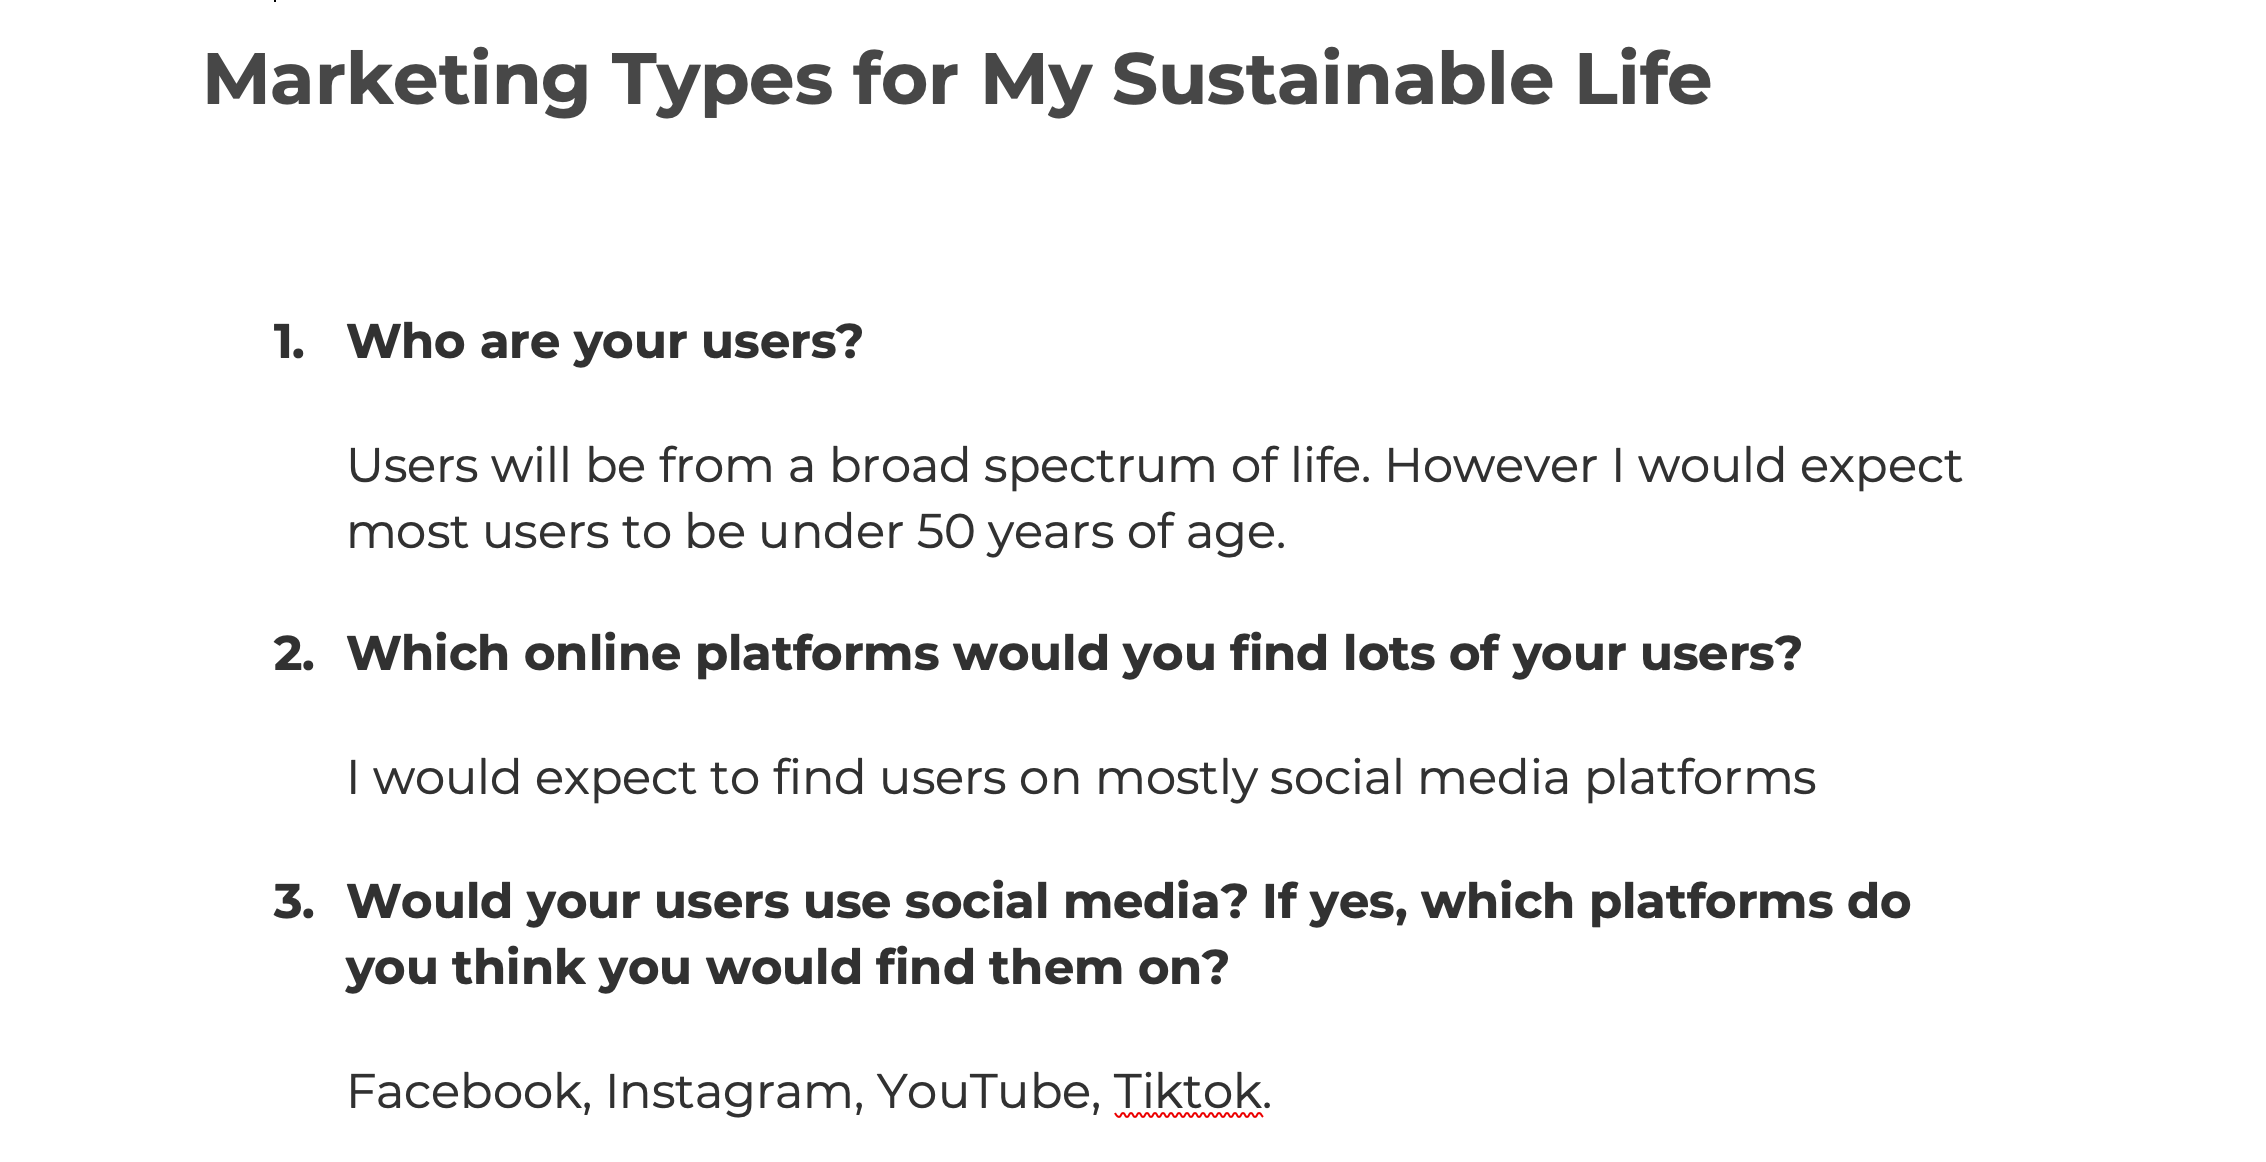 Marketing Types for My Sustainable Life
1. Who are your users?
Users will be from a broad spectrum of life. However I would expect
most users to be under 50 years of age.
2. Which online platforms would you find lots of your users?
I would expect to find users on mostly social media platforms
3. Would your users use social media? If yes, which platforms do
you think you would find them on?
Facebook, Instagram, YouTube, Tiktok.